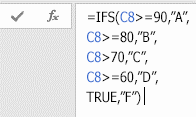 fx
=IFS(C8>=90,"A",
C8>=80,"B",
C8>70,"C",
C8>=60,"D",
TRUE,"F")